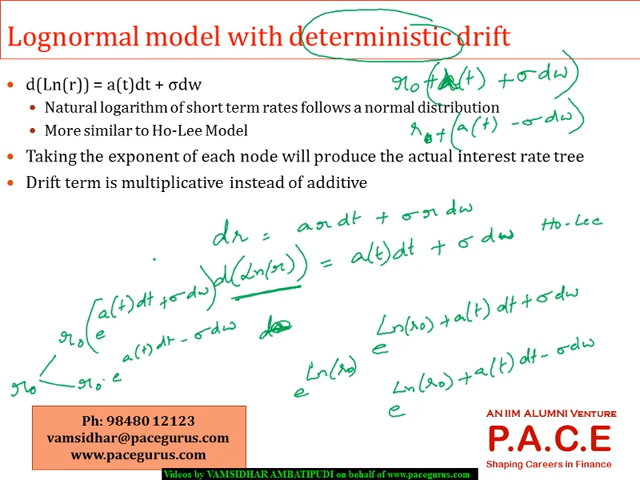 Lognormal model with deterministic drift
• d(Ln(r)) = a(t)dt + σdw
• Natural logarithm of short term rates follows a normal distribution
• More similar to Ho-Lee Model
• Taking the exponent of each node will produce the actual interest rate tree
• Drift term is multiplicative instead of additive
r₀ + (a(t) + σdw)
r₀ + (a(t) − σdw)
dr = ar dt + σr dw
d(Ln(r)) = a(t)dt + σdw Ho-Lee
r₀ (e^(a(t)dt + σdw))
r₀ · e^(a(t)dt − σdw)
r₀
e^(Ln(r₀) + a(t)dt + σdw)
e^(Ln(r₀))
e^(Ln(r₀) + a(t)dt − σdw)
Ph: 98480 12123
vamsidhar@pacegurus.com
www.pacegurus.com
AN IIM ALUMNI VENTURE
P.A.C.E
Shaping Careers in Finance
Videos by VAMSIDHAR AMBATIPUDI on behalf of www.pacegurus.com